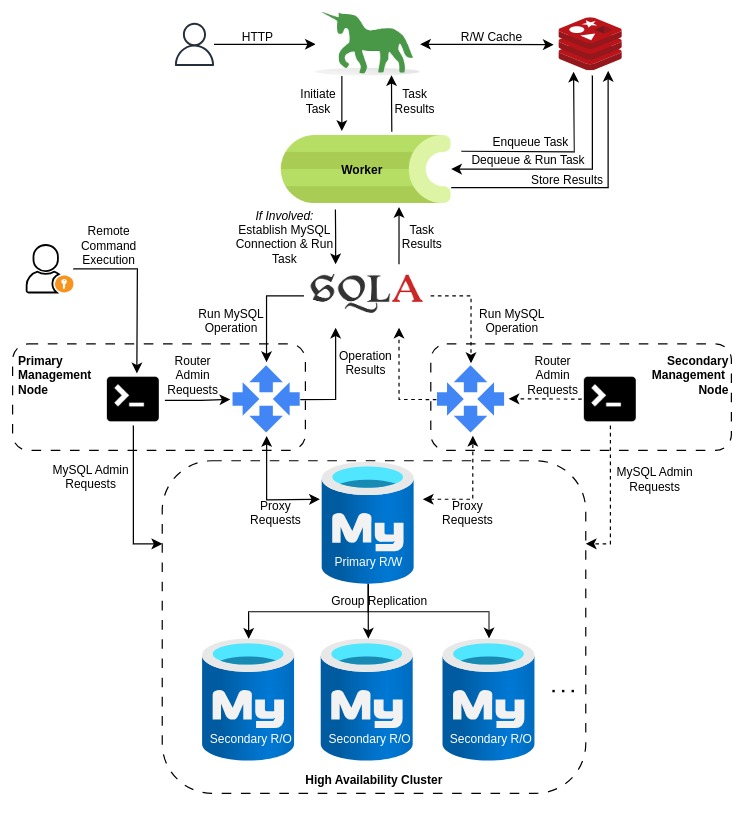 HTTP
R/W Cache
Initiate
Task
Task
Results
Enqueue Task
Dequeue & Run Task
Store Results
Worker
If Involved:
Establish MySQL
Connection & Run
Task
Task
Results
Remote
Command
Execution
SQLA
Run MySQL
Operation
Run MySQL
Operation
Primary
Management
Node
Router
Admin
Requests
Operation
Results
Router
Admin
Requests
Secondary
Management
Node
MySQL Admin
Requests
MySQL Admin
Requests
Proxy
Requests
Proxy
Requests
My
Primary R/W
Group Replication
My
Secondary R/O
My
Secondary R/O
My
Secondary R/O
...
High Availability Cluster